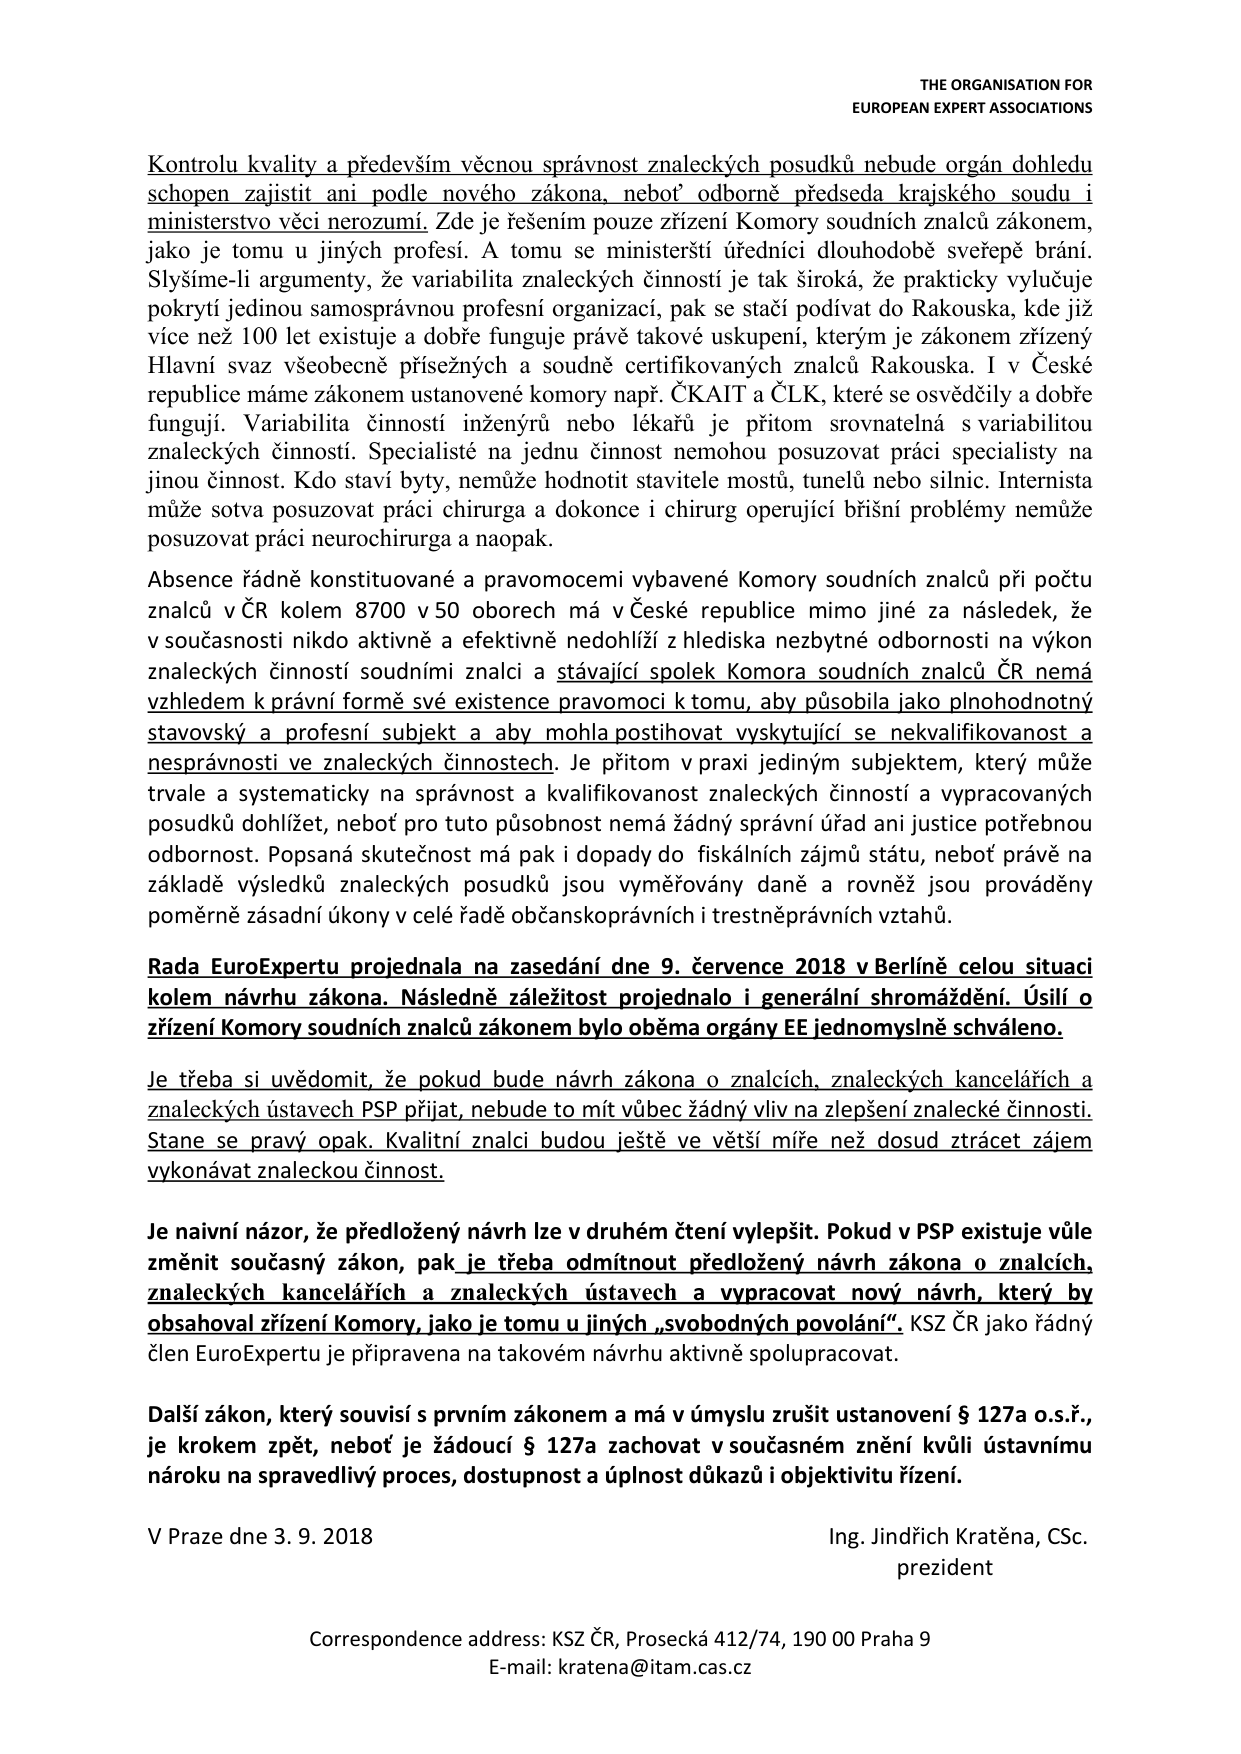 THE ORGANISATION FOR
EUROPEAN EXPERT ASSOCIATIONS
Kontrolu kvality a především věcnou správnost znaleckých posudků nebude orgán dohledu
schopen zajistit ani podle nového zákona, neboť odborně předseda krajského soudu i
ministerstvo věci nerozumí. Zde je řešením pouze zřízení Komory soudních znalců zákonem,
jako je tomu u jiných profesí. A tomu se ministerští úředníci dlouhodobě sveřepě brání.
Slyšíme-li argumenty, že variabilita znaleckých činností je tak široká, že prakticky vylučuje
pokrytí jedinou samosprávnou profesní organizací, pak se stačí podívat do Rakouska, kde již
více než 100 let existuje a dobře funguje právě takové uskupení, kterým je zákonem zřízený
Hlavní svaz všeobecně přísežných a soudně certifikovaných znalců Rakouska. I v České
republice máme zákonem ustanovené komory např. ČKAIT a ČLK, které se osvědčily a dobře
fungují. Variabilita činností inženýrů nebo lékařů je přitom srovnatelná s variabilitou
znaleckých činností. Specialisté na jednu činnost nemohou posuzovat práci specialisty na
jinou činnost. Kdo staví byty, nemůže hodnotit stavitele mostů, tunelů nebo silnic. Internista
může sotva posuzovat práci chirurga a dokonce i chirurg operující břišní problémy nemůže
posuzovat práci neurochirurga a naopak.
Absence řádně konstituované a pravomocemi vybavené Komory soudních znalců při počtu
znalců v ČR kolem 8700 v 50 oborech má v České republice mimo jiné za následek, že
v současnosti nikdo aktivně a efektivně nedohlíží z hlediska nezbytné odbornosti na výkon
znaleckých činností soudními znalci a stávající spolek Komora soudních znalců ČR nemá
vzhledem k právní formě své existence pravomoci k tomu, aby působila jako plnohodnotný
stavovský a profesní subjekt a aby mohla postihovat vyskytující se nekvalifikovanost a
nesprávnosti ve znaleckých činnostech. Je přitom v praxi jediným subjektem, který může
trvale a systematicky na správnost a kvalifikovanost znaleckých činností a vypracovaných
posudků dohlížet, neboť pro tuto působnost nemá žádný správní úřad ani justice potřebnou
odbornost. Popsaná skutečnost má pak i dopady do fiskálních zájmů státu, neboť právě na
základě výsledků znaleckých posudků jsou vyměřovány daně a rovněž jsou prováděny
poměrně zásadní úkony v celé řadě občanskoprávních i trestněprávních vztahů.
Rada EuroExpertu projednala na zasedání dne 9. července 2018 v Berlíně celou situaci
kolem návrhu zákona. Následně záležitost projednalo i generální shromáždění. Úsilí o
zřízení Komory soudních znalců zákonem bylo oběma orgány EE jednomyslně schváleno.
Je třeba si uvědomit, že pokud bude návrh zákona o znalcích, znaleckých kancelářích a
znaleckých ústavech PSP přijat, nebude to mít vůbec žádný vliv na zlepšení znalecké činnosti.
Stane se pravý opak. Kvalitní znalci budou ještě ve větší míře než dosud ztrácet zájem
vykonávat znaleckou činnost.
Je naivní názor, že předložený návrh lze v druhém čtení vylepšit. Pokud v PSP existuje vůle
změnit současný zákon, pak je třeba odmítnout předložený návrh zákona o znalcích,
znaleckých kancelářích a znaleckých ústavech a vypracovat nový návrh, který by
obsahoval zřízení Komory, jako je tomu u jiných „svobodných povolání“. KSZ ČR jako řádný
člen EuroExpertu je připravena na takovém návrhu aktivně spolupracovat.
Další zákon, který souvisí s prvním zákonem a má v úmyslu zrušit ustanovení § 127a o.s.ř.,
je krokem zpět, neboť je žádoucí § 127a zachovat v současném znění kvůli ústavnímu
nároku na spravedlivý proces, dostupnost a úplnost důkazů i objektivitu řízení.
V Praze dne 3. 9. 2018 Ing. Jindřich Kratěna, CSc.
prezident
Correspondence address: KSZ ČR, Prosecká 412/74, 190 00 Praha 9
E-mail: kratena@itam.cas.cz